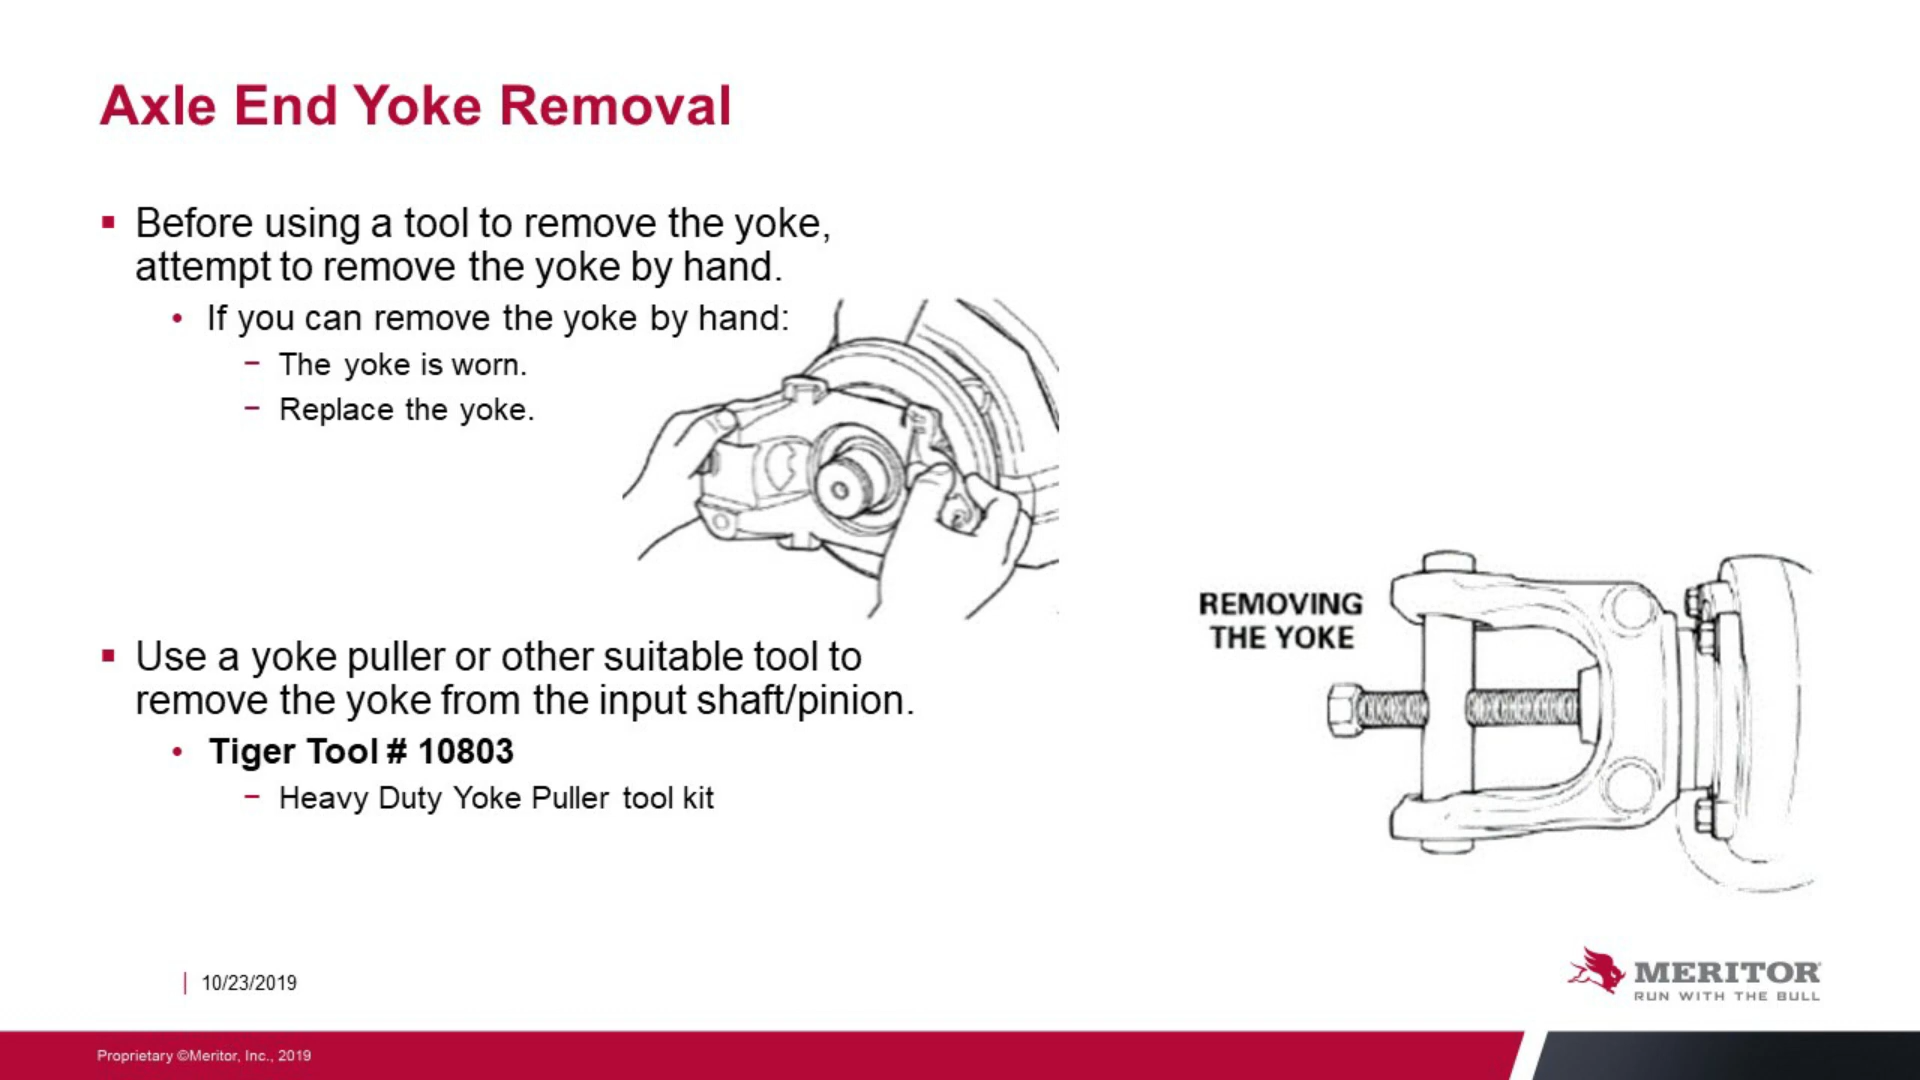 Axle End Yoke Removal
Before using a tool to remove the yoke,
attempt to remove the yoke by hand.
If you can remove the yoke by hand:
The yoke is worn.
Replace the yoke.
Use a yoke puller or other suitable tool to
remove the yoke from the input shaft/pinion.
Tiger Tool # 10803
Heavy Duty Yoke Puller tool kit
REMOVING
THE YOKE
10/23/2019
MERITOR
RUN WITH THE BULL
Proprietary ©Meritor, Inc., 2019